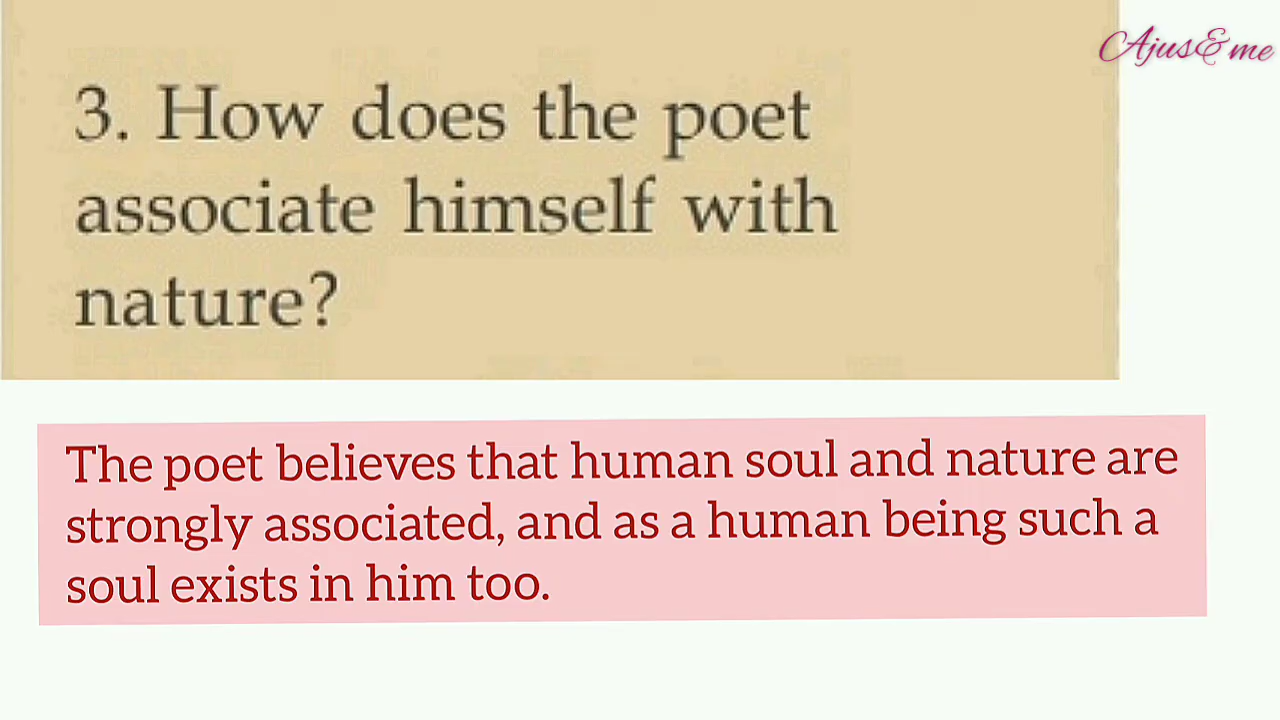 Ajus& me
3. How does the poet
associate himself with
nature?
The poet believes that human soul and nature are
strongly associated, and as a human being such a
soul exists in him too.